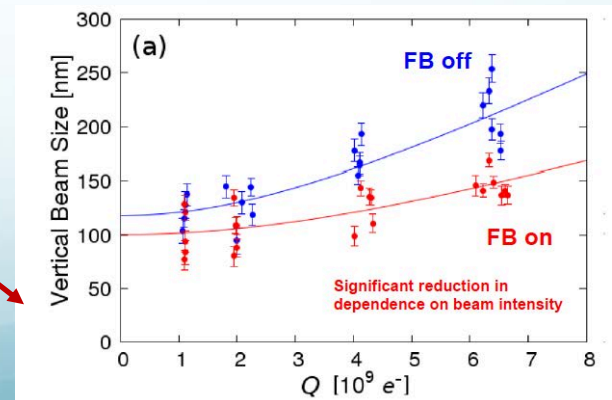 (a)
FB off
FB on
Significant reduction in
dependence on beam intensity
Vertical Beam Size [nm]
300
250
200
150
100
50
0
0 1 2 3 4 5 6 7 8
Q [10⁹ e⁻]